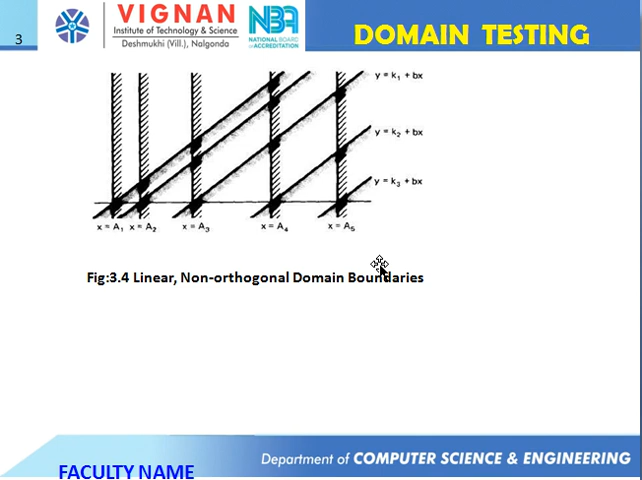 3
VIGNAN
Institute of Technology & Science
Deshmukhi (Vill.), Nalgonda
NBA
NATIONAL BOARD
of ACCREDITATION
DOMAIN TESTING
y = k₁ + bx
y = k₂ + bx
y = k₃ + bx
x = A₁ x = A₂ x = A₃ x = A₄ x = A₅
Fig:3.4 Linear, Non-orthogonal Domain Boundaries
Department of COMPUTER SCIENCE & ENGINEERING
FACULTY NAME